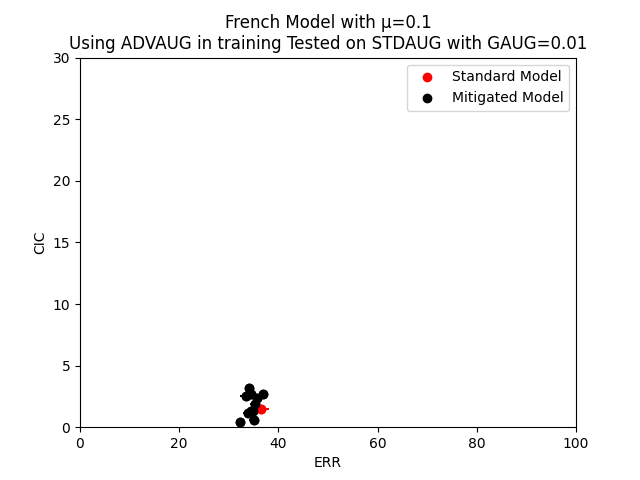 French Model with μ=0.1
Using ADVAUG in training Tested on STDAUG with GAUG=0.01
Standard Model
Mitigated Model
30
25
20
15
10
5
0
CIC
0 20 40 60 80 100
ERR